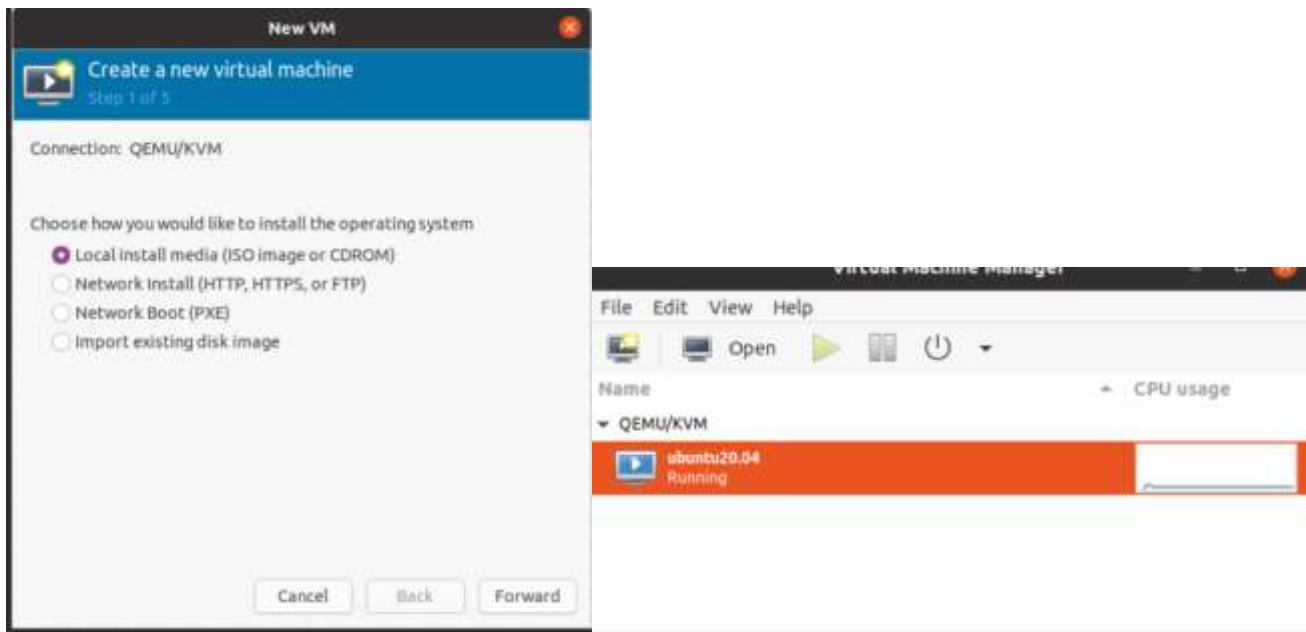 New VM
Create a new virtual machine
Step 1 of 5
Connection: QEMU/KVM
Choose how you would like to install the operating system
Local install media (ISO image or CDROM)
Network Install (HTTP, HTTPS, or FTP)
Network Boot (PXE)
Import existing disk image
Cancel Back Forward
Virtual Machine Manager
File Edit View Help
Open
Name CPU usage
QEMU/KVM
ubuntu20.04
Running